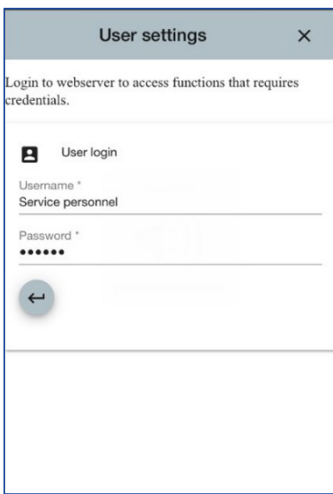 User settings
Login to webserver to access functions that requires
credentials.
User login
Username *
Service personnel
Password *
••••••